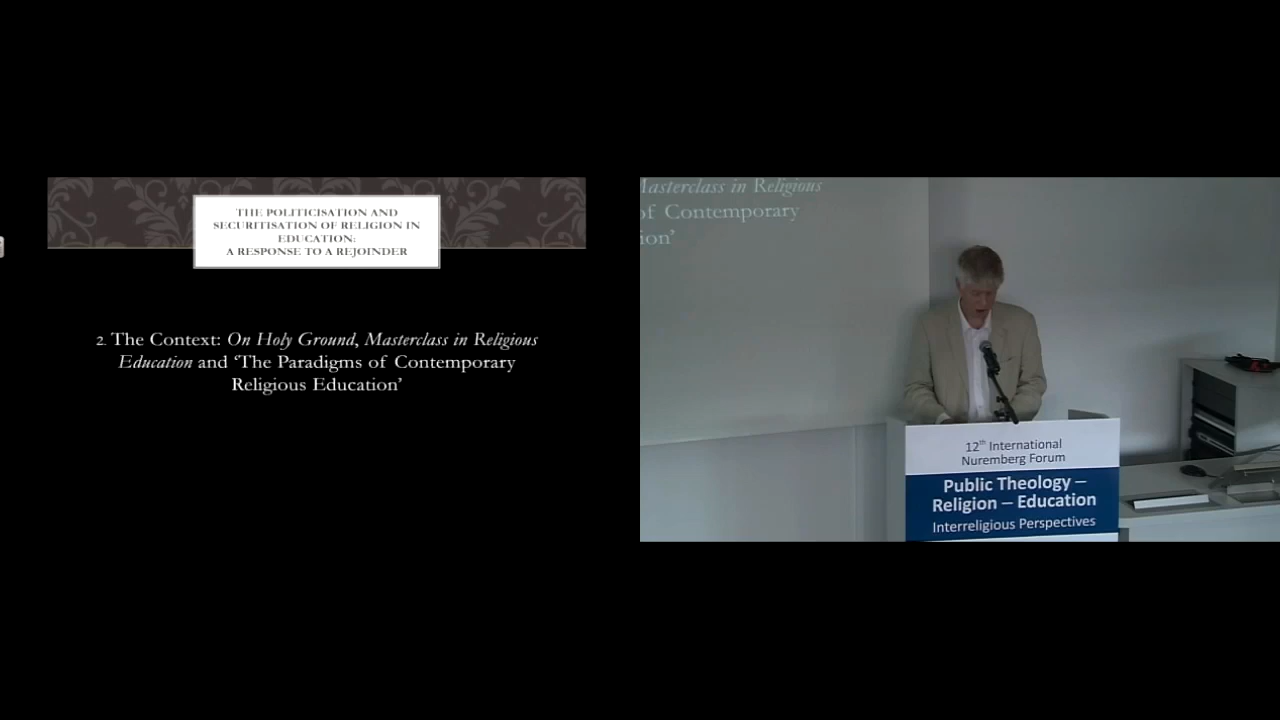 THE POLITICISATION AND
SECURITISATION OF RELIGION IN
EDUCATION:
A RESPONSE TO A REJOINDER
2. The Context: On Holy Ground, Masterclass in Religious
Education and ‘The Paradigms of Contemporary
Religious Education’
Masterclass in Religious
of Contemporary
ion’
12th International
Nuremberg Forum
Public Theology –
Religion – Education
Interreligious Perspectives